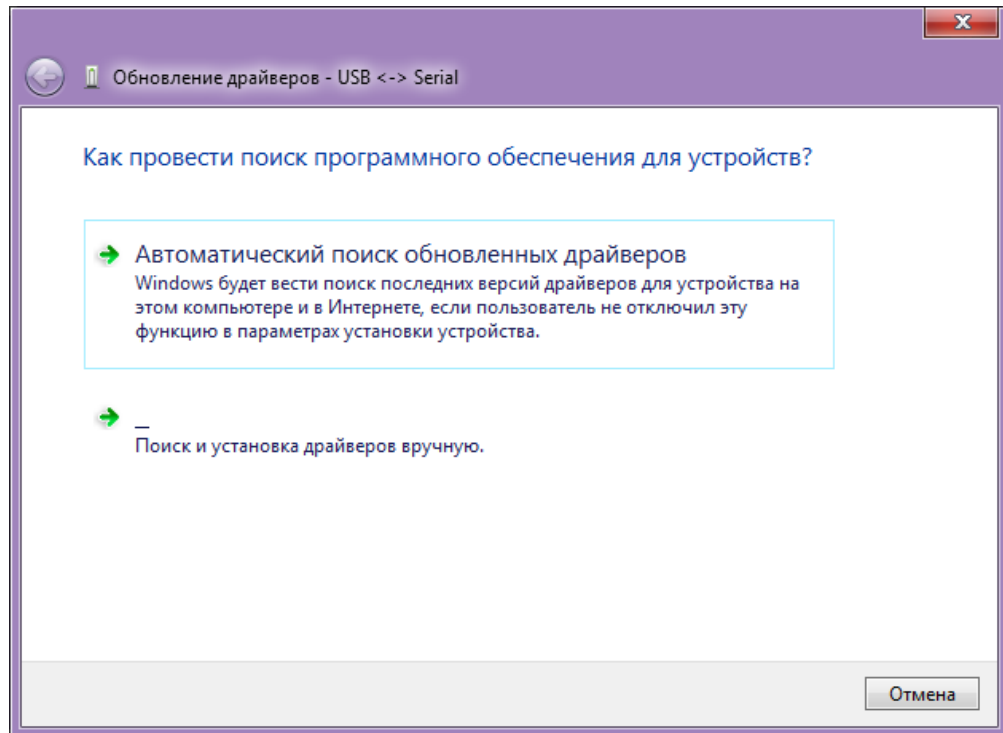 x
Обновление драйверов - USB <-> Serial
Как провести поиск программного обеспечения для устройств?
Автоматический поиск обновленных драйверов
Windows будет вести поиск последних версий драйверов для устройства на
этом компьютере и в Интернете, если пользователь не отключил эту
функцию в параметрах установки устройства.
_
Поиск и установка драйверов вручную.
Отмена